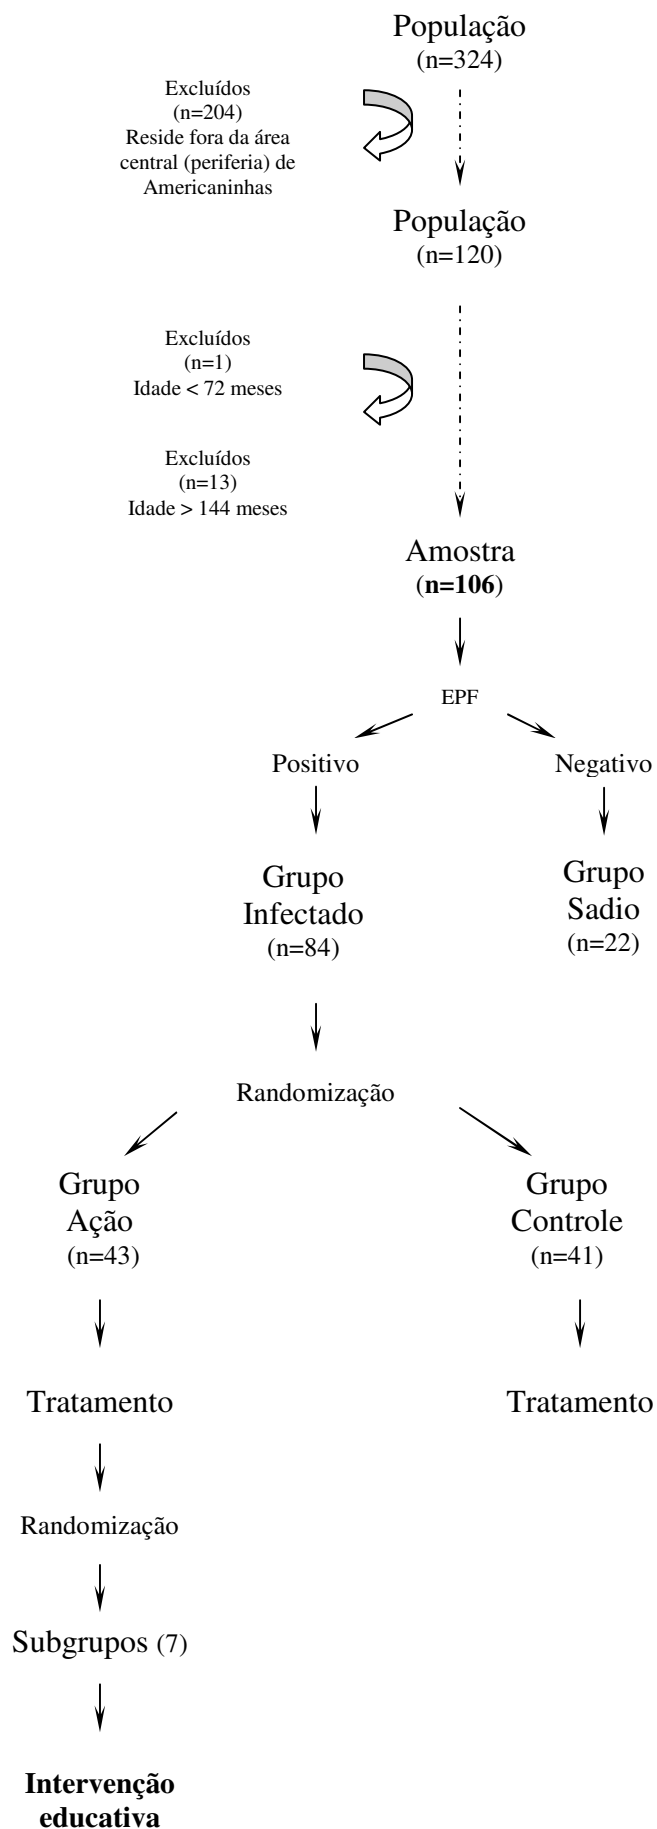 População
(n=324)
Excluídos
(n=204)
Reside fora da área
central (periferia) de
Americaninhas
População
(n=120)
Excluídos
(n=1)
Idade < 72 meses
Excluídos
(n=13)
Idade > 144 meses
Amostra
(n=106)
EPF
Positivo
Negativo
Grupo
Infectado
(n=84)
Grupo
Sadio
(n=22)
Randomização
Grupo
Ação
(n=43)
Grupo
Controle
(n=41)
Tratamento
Tratamento
Randomização
Subgrupos (7)
Intervenção
educativa